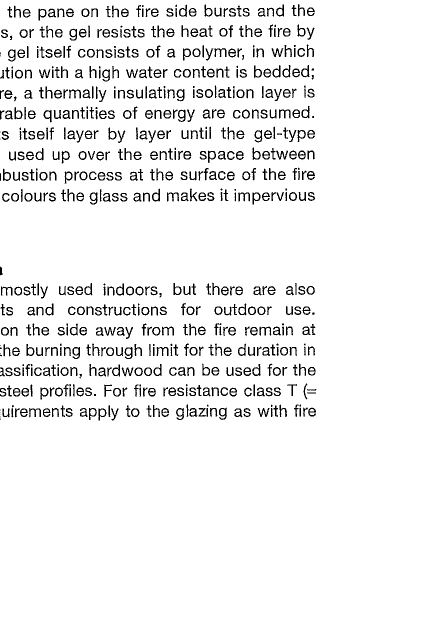 the pane on the fire side bursts and the
s, or the gel resists the heat of the fire by
gel itself consists of a polymer, in which
ution with a high water content is bedded;
re, a thermally insulating isolation layer is
rable quantities of energy are consumed.
s itself layer by layer until the gel-type
used up over the entire space between
bustion process at the surface of the fire
colours the glass and makes it impervious
mostly used indoors, but there are also
ts and constructions for outdoor use.
on the side away from the fire remain at
the burning through limit for the duration in
assification, hardwood can be used for the
steel profiles. For fire resistance class T (=
uirements apply to the glazing as with fire